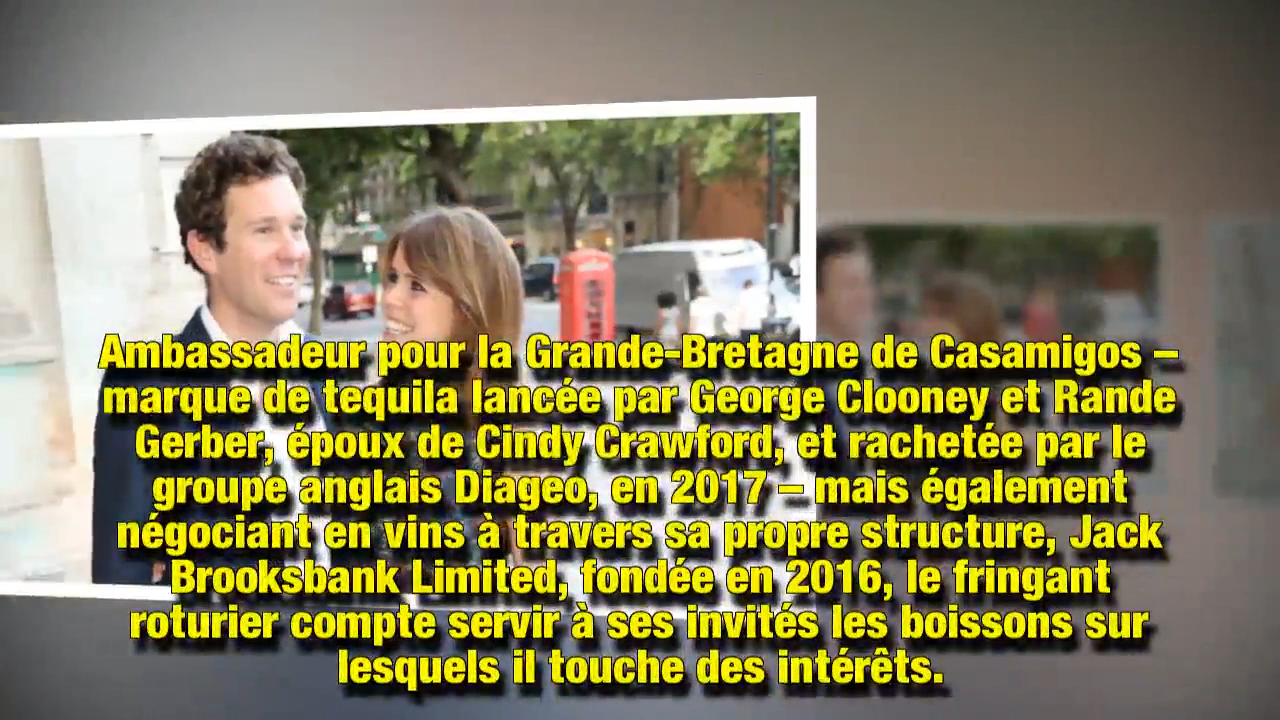 Ambassadeur pour la Grande-Bretagne de Casamigos –
marque de tequila lancée par George Clooney et Rande
Gerber, époux de Cindy Crawford, et rachetée par le
groupe anglais Diageo, en 2017 – mais également
négociant en vins à travers sa propre structure, Jack
Brooksbank Limited, fondée en 2016, le fringant
roturier compte servir à ses invités les boissons sur
lesquels il touche des intérêts.